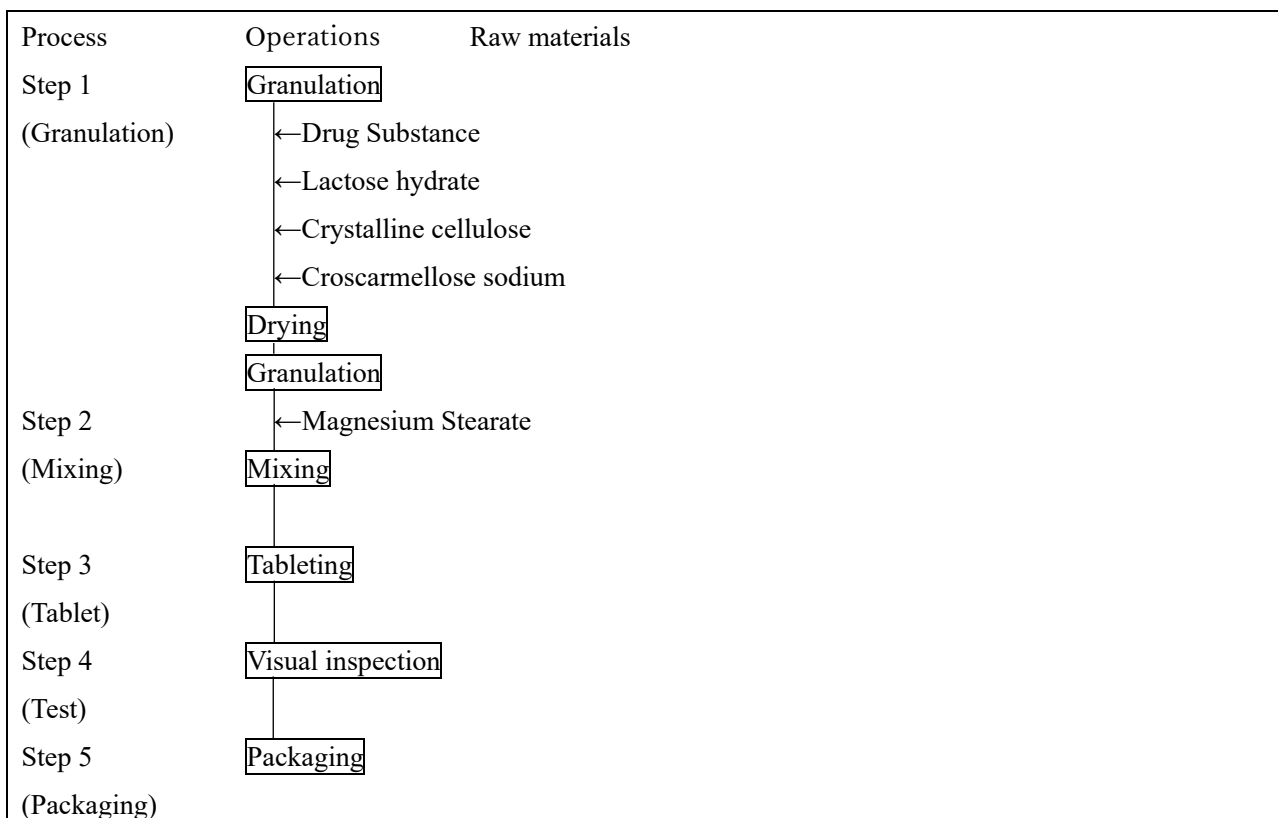 Process Operations Raw materials
Step 1 Granulation
(Granulation) ←Drug Substance
←Lactose hydrate
←Crystalline cellulose
←Croscarmellose sodium
Drying
Granulation
Step 2 ←Magnesium Stearate
(Mixing) Mixing
Step 3 Tableting
(Tablet)
Step 4 Visual inspection
(Test)
Step 5 Packaging
(Packaging)